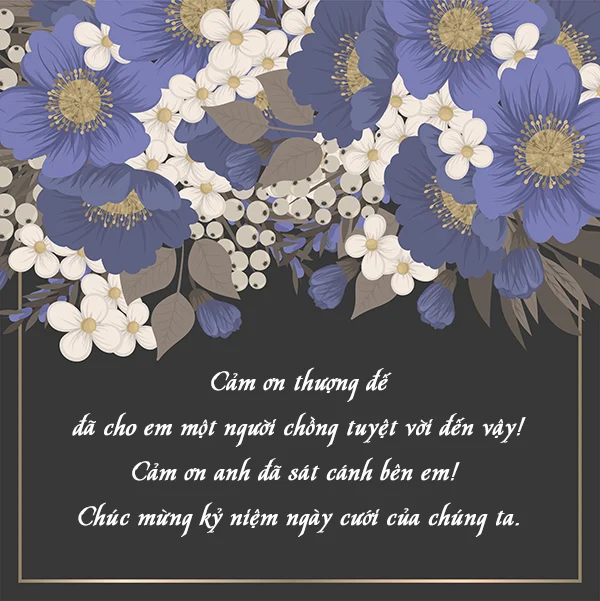 Cảm ơn thượng đế
đã cho em một người chồng tuyệt vời đến vậy!
Cảm ơn anh đã sát cánh bên em!
Chúc mừng kỷ niệm ngày cưới của chúng ta.